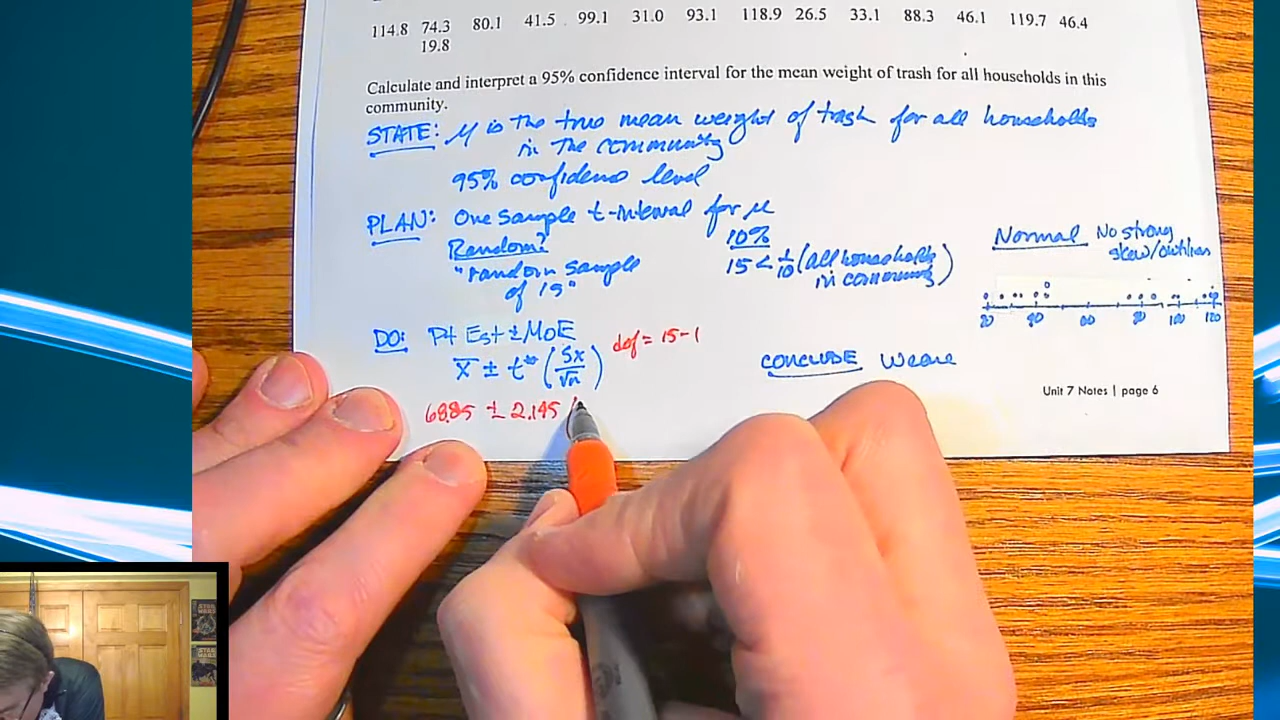 114.8 74.3 80.1 41.5 99.1 31.0 93.1 118.9 26.5 33.1 88.3 46.1 119.7 46.4
19.8
Calculate and interpret a 95% confidence interval for the mean weight of trash for all households in this
community.
STATE: μ is the true mean weight of trash for all households
in the community
95% confidence level
PLAN: One sample t-interval for μ
Random?
"random sample
of 15"
10%
15 < 1/10 (all households
in community)
Normal No strong
skew/outliers
20 40 60 80 100 120
DO: Pt Est ± MoE
x̄ ± t* (Sx/√n)
dof = 15-1
68.85 ± 2.145 (
CONCLUDE We are
Unit 7 Notes | page 6
STAR WARS